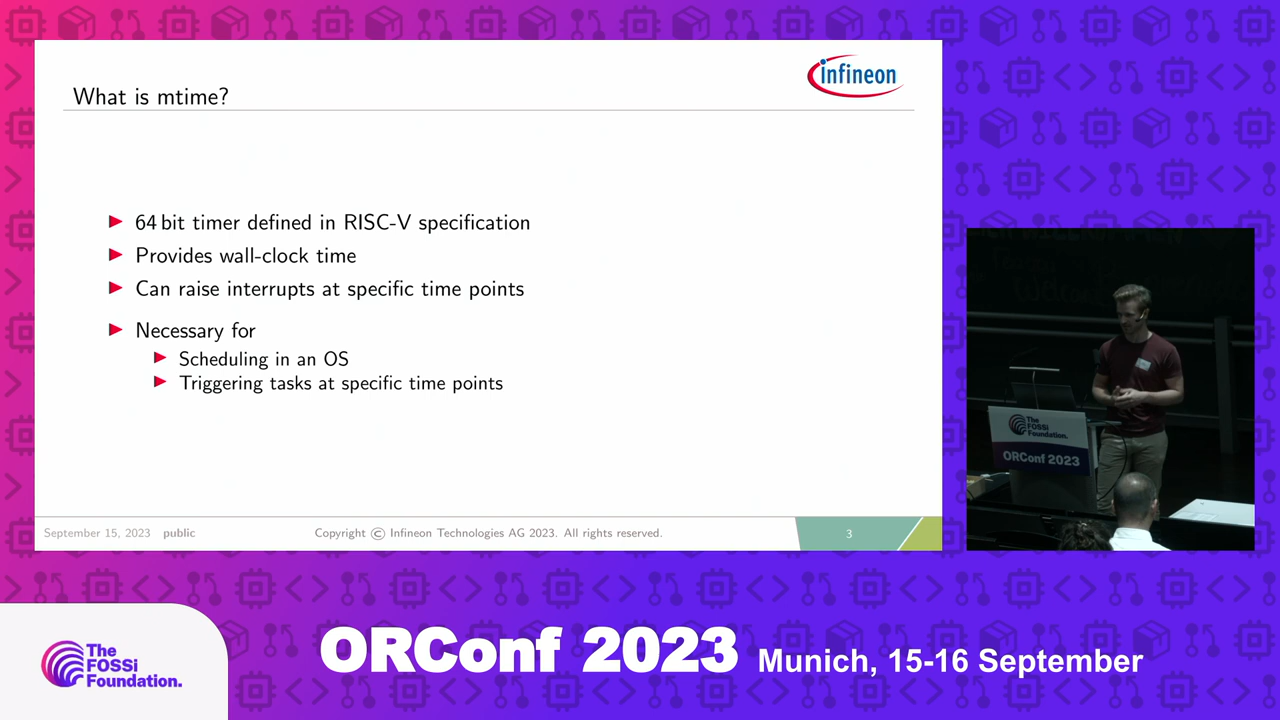 infineon
What is mtime?
64 bit timer defined in RISC-V specification
Provides wall-clock time
Can raise interrupts at specific time points
Necessary for
Scheduling in an OS
Triggering tasks at specific time points
September 15, 2023 public
Copyright © Infineon Technologies AG 2023. All rights reserved.
3
The
FOSSi
Foundation.
ORConf 2023
The
FOSSi
Foundation.
ORConf 2023
Munich, 15-16 September